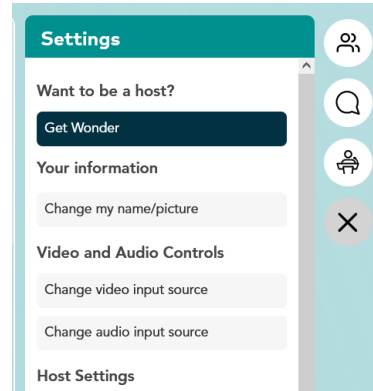 Settings
Want to be a host?
Get Wonder
Your information
Change my name/picture
Video and Audio Controls
Change video input source
Change audio input source
Host Settings